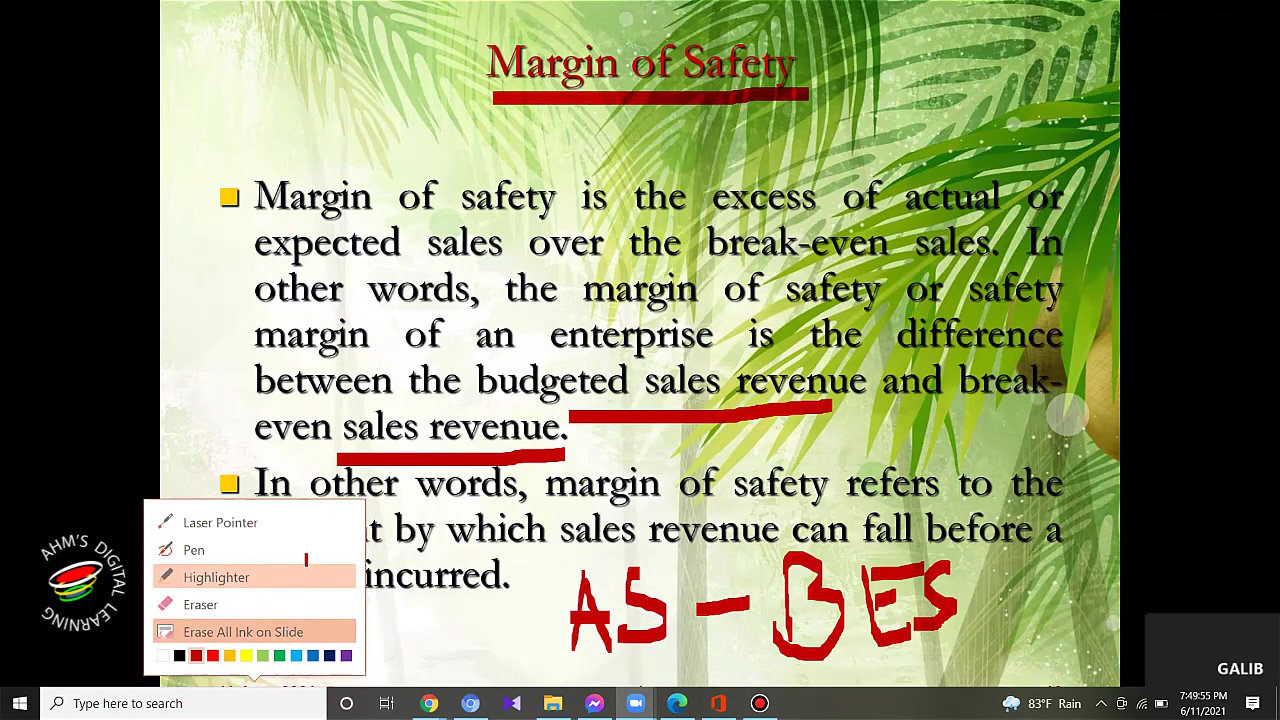 Margin of Safety
Margin of safety is the excess of actual or
expected sales over the break-even sales. In
other words, the margin of safety or safety
margin of an enterprise is the difference
between the budgeted sales revenue and break-
even sales revenue.
In other words, margin of safety refers to the
t by which sales revenue can fall before a
incurred.
AS - BES
Laser Pointer
Pen
Highlighter
Eraser
Erase All Ink on Slide
AHM'S DIGITAL LEARNING
GALIB
Type here to search
83°F Rain
7:49:55 PM
6/11/2021